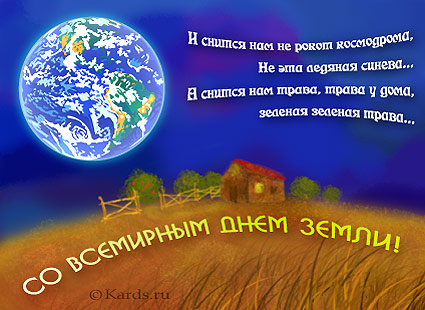 И снится нам не рокот космодрома,
Не эта ледяная синева...
А снится нам трава, трава у дома,
зеленая зеленая трава...
СО ВСЕМИРНЫМ ДНЕМ ЗЕМЛИ!
©Kards.ru